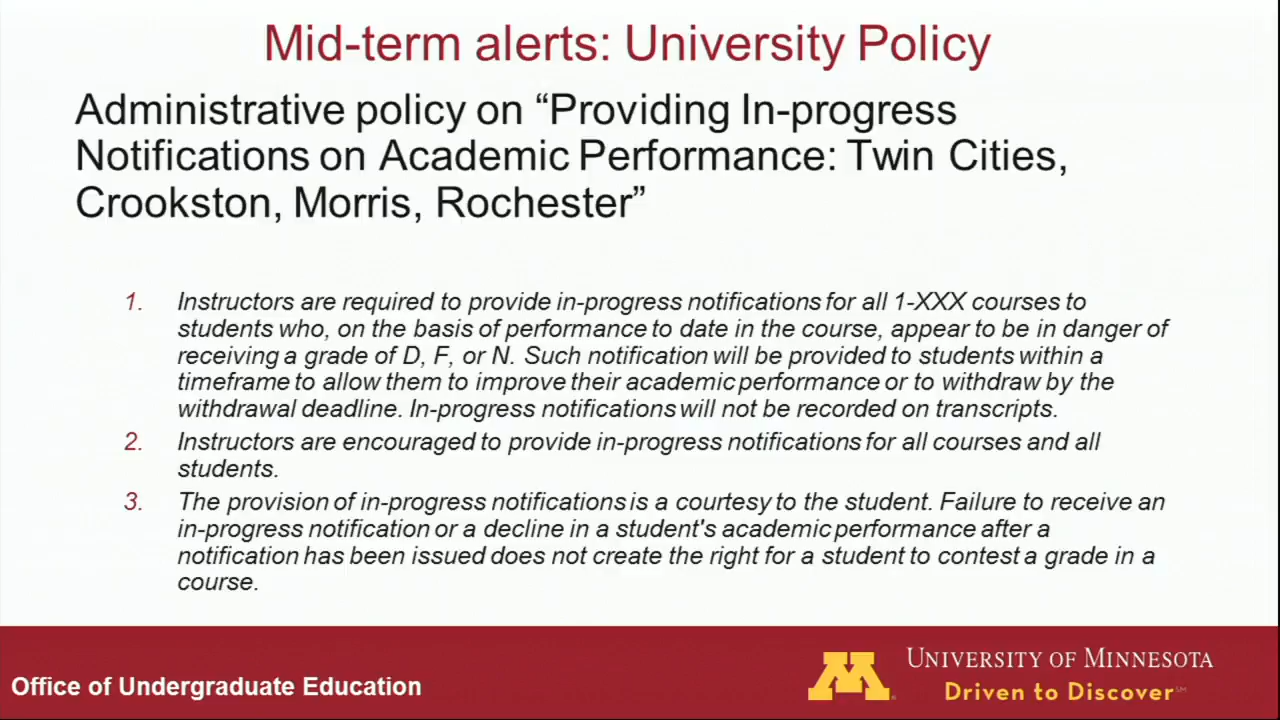 Mid-term alerts: University Policy
Administrative policy on “Providing In-progress
Notifications on Academic Performance: Twin Cities,
Crookston, Morris, Rochester”
1. Instructors are required to provide in-progress notifications for all 1-XXX courses to
students who, on the basis of performance to date in the course, appear to be in danger of
receiving a grade of D, F, or N. Such notification will be provided to students within a
timeframe to allow them to improve their academic performance or to withdraw by the
withdrawal deadline. In-progress notifications will not be recorded on transcripts.
2. Instructors are encouraged to provide in-progress notifications for all courses and all
students.
3. The provision of in-progress notifications is a courtesy to the student. Failure to receive an
in-progress notification or a decline in a student's academic performance after a
notification has been issued does not create the right for a student to contest a grade in a
course.
Office of Undergraduate Education
M
UNIVERSITY OF MINNESOTA
Driven to Discover℠